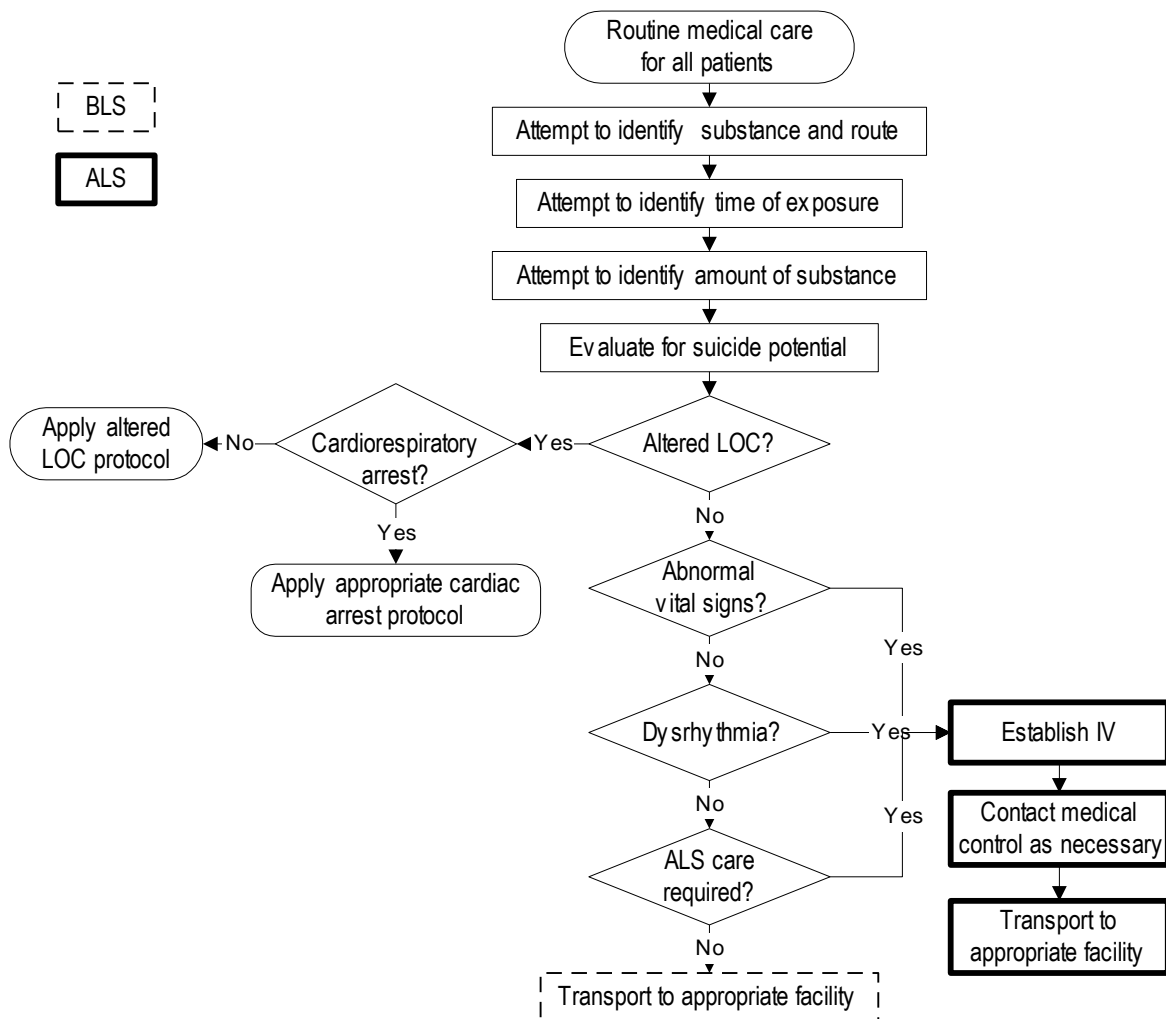 Routine medical care
for all patients
BLS
ALS
Attempt to identify substance and route
Attempt to identify time of exposure
Attempt to identify amount of substance
Evaluate for suicide potential
Altered LOC?
Yes
Cardiorespiratory
arrest?
No
Apply altered
LOC protocol
Yes
Apply appropriate cardiac
arrest protocol
No
Abnormal
vital signs?
Yes
No
Dysrhythmia?
Yes
Establish IV
No
Yes
Contact medical
control as necessary
ALS care
required?
Transport to
appropriate facility
No
Transport to appropriate facility